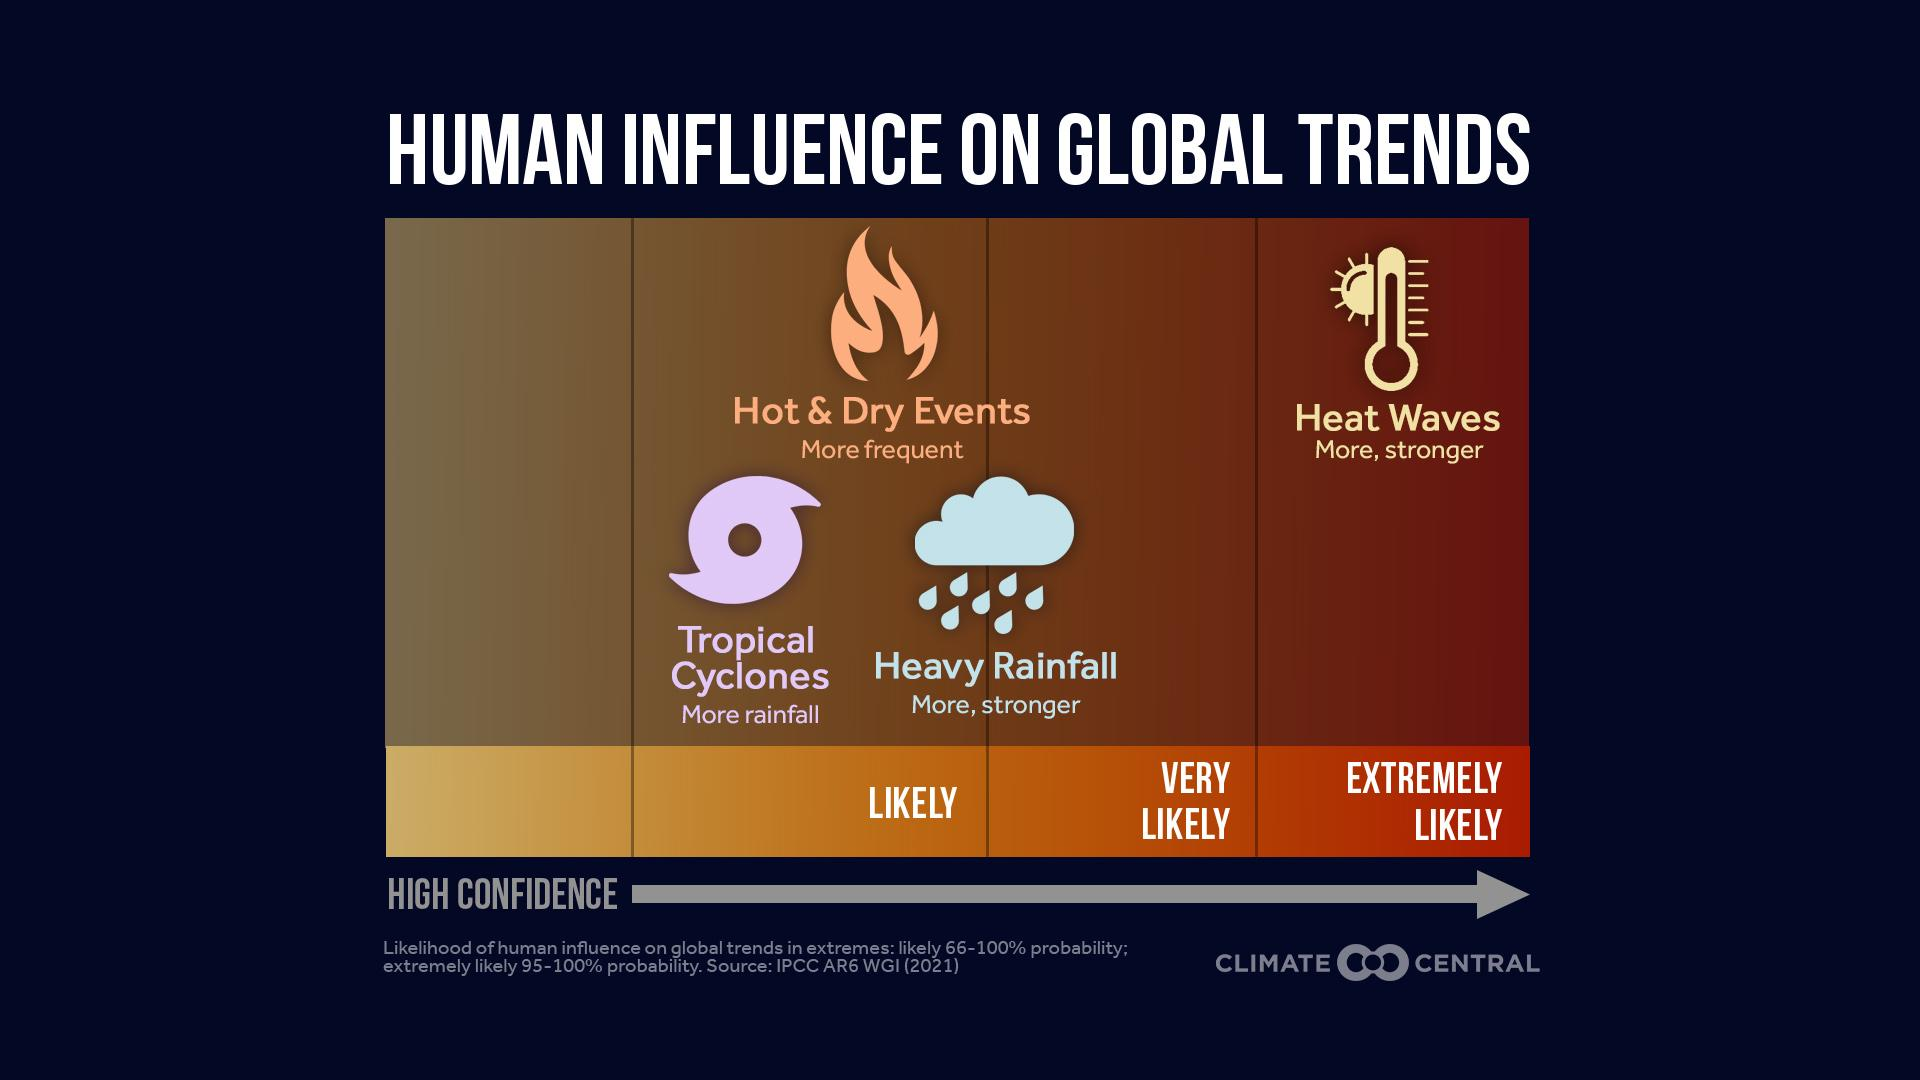 HUMAN INFLUENCE ON GLOBAL TRENDS
Hot & Dry Events
More frequent
Heat Waves
More, stronger
Tropical
Cyclones
More rainfall
Heavy Rainfall
More, stronger
LIKELY
VERY
LIKELY
EXTREMELY
LIKELY
HIGH CONFIDENCE
Likelihood of human influence on global trends in extremes: likely 66-100% probability;
extremely likely 95-100% probability. Source: IPCC AR6 WGI (2021)
CLIMATE CENTRAL